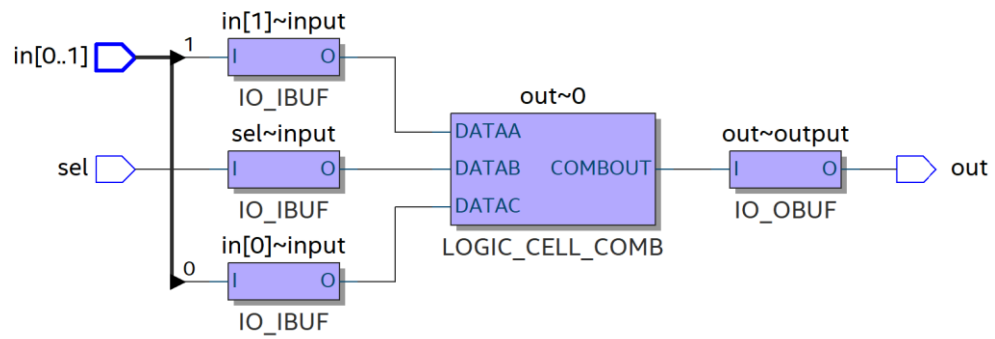 in[0..1]
1
in[1]~input
I O
IO_IBUF
sel
sel~input
I O
IO_IBUF
0
in[0]~input
I O
IO_IBUF
out~0
DATAA
DATAB COMBOUT
DATAC
LOGIC_CELL_COMB
out~output
I O
IO_OBUF
out